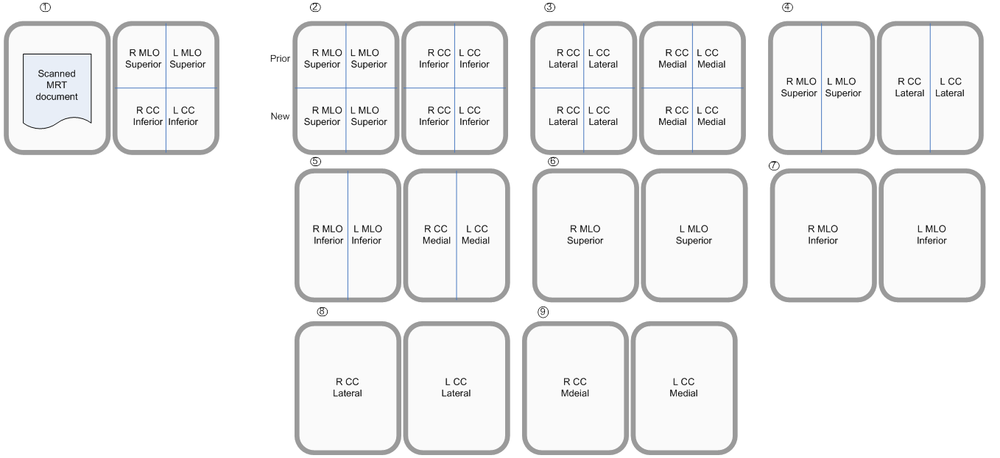 ①
Scanned
MRT
document
R MLO L MLO
Superior Superior
R CC L CC
Inferior Inferior
②
Prior
New
R MLO L MLO
Superior Superior
R MLO L MLO
Superior Superior
R CC L CC
Inferior Inferior
R CC L CC
Inferior Inferior
③
R CC L CC
Lateral Lateral
R CC L CC
Lateral Lateral
R CC L CC
Medial Medial
R CC L CC
Medial Medial
④
R MLO L MLO
Superior Superior
R CC L CC
Lateral Lateral
⑤
R MLO L MLO
Inferior Inferior
R CC L CC
Medial Medial
⑥
R MLO
Superior
L MLO
Superior
⑦
R MLO
Inferior
L MLO
Inferior
⑧
R CC
Lateral
L CC
Lateral
⑨
R CC
Mdeial
L CC
Medial